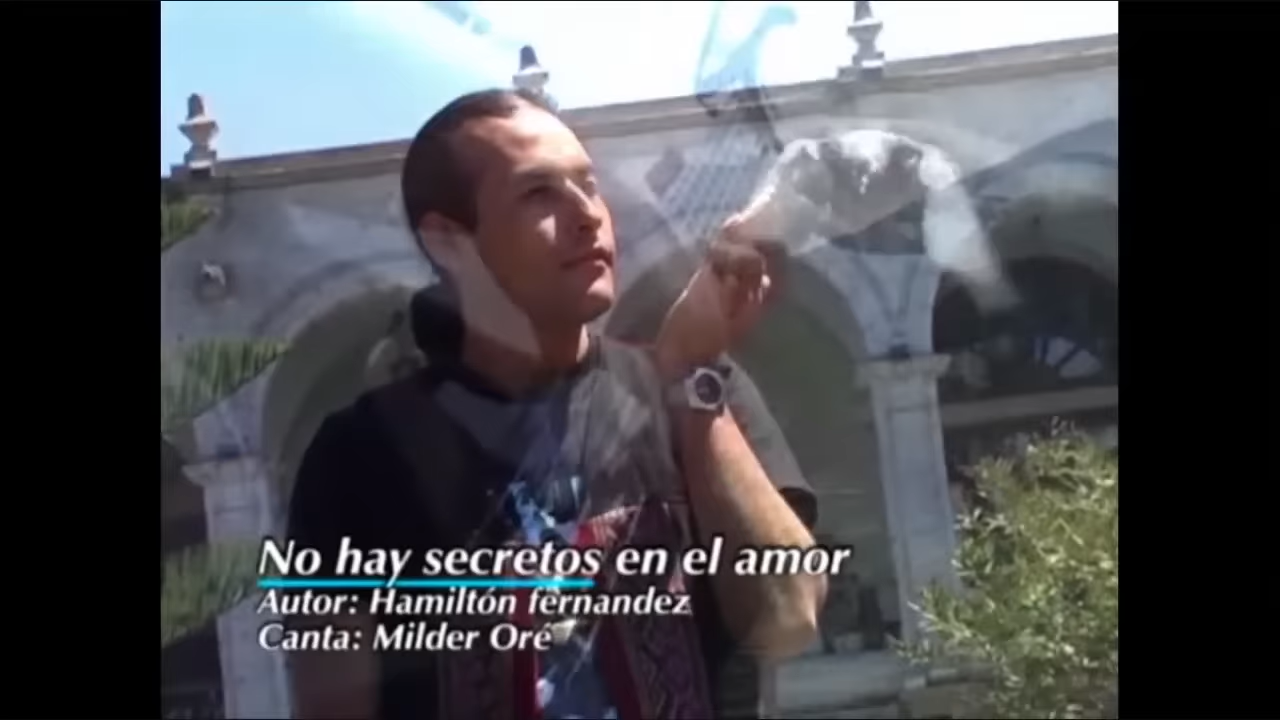 No hay secretos en el amor
Autor: Hamiltón fernandez
Canta: Milder Oré